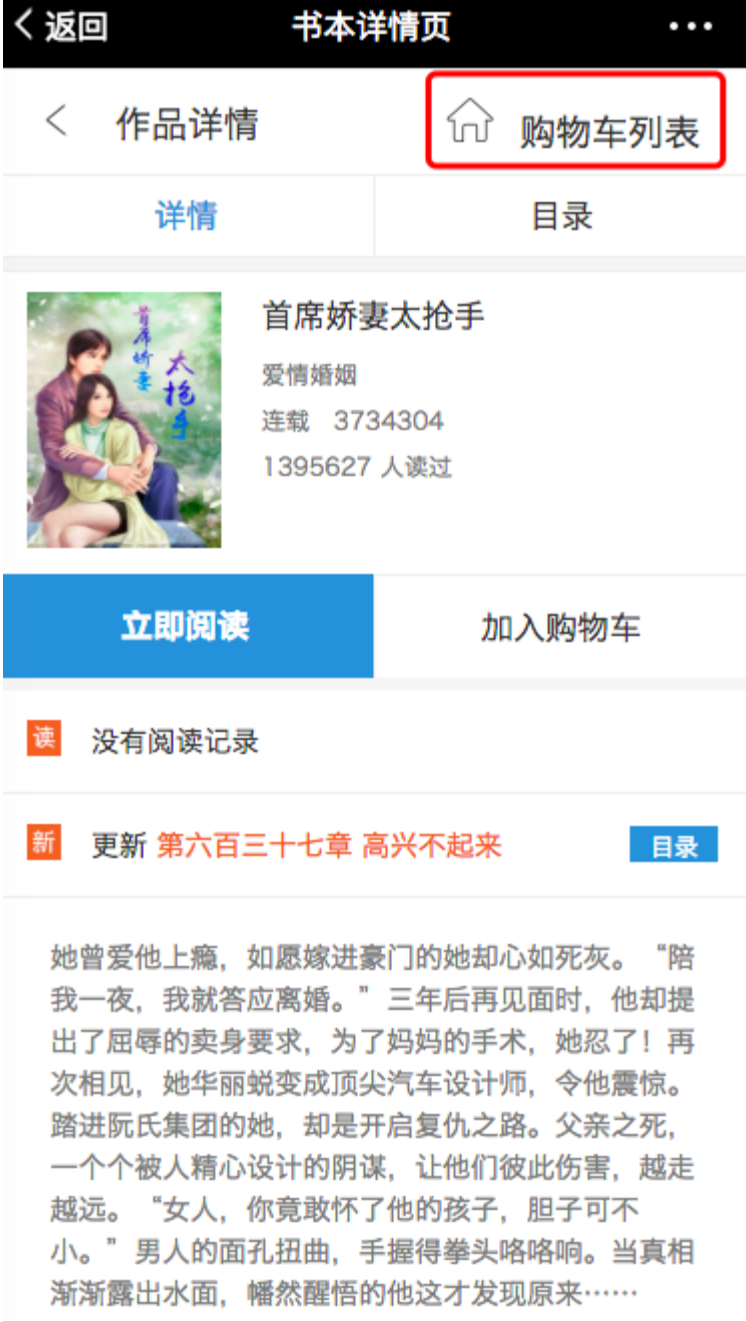 返回 书本详情页
作品详情 购物车列表
详情 目录
首席娇妻
太抢手
首席娇妻太抢手
爱情婚姻
连载 3734304
1395627 人读过
立即阅读 加入购物车
读 没有阅读记录
新 更新 第六百三十七章 高兴不起来 目录
她曾爱他上瘾，如愿嫁进豪门的她却心如死灰。“陪
我一夜，我就答应离婚。”三年后再见面时，他却提
出了屈辱的卖身要求，为了妈妈的手术，她忍了！再
次相见，她华丽蜕变成顶尖汽车设计师，令他震惊。
踏进阮氏集团的她，却是开启复仇之路。父亲之死，
一个个被人精心设计的阴谋，让他们彼此伤害，越走
越远。“女人，你竟敢怀了他的孩子，胆子可不
小。”男人的面孔扭曲，手握得拳头咯咯响。当真相
渐渐露出水面，幡然醒悟的他这才发现原来……